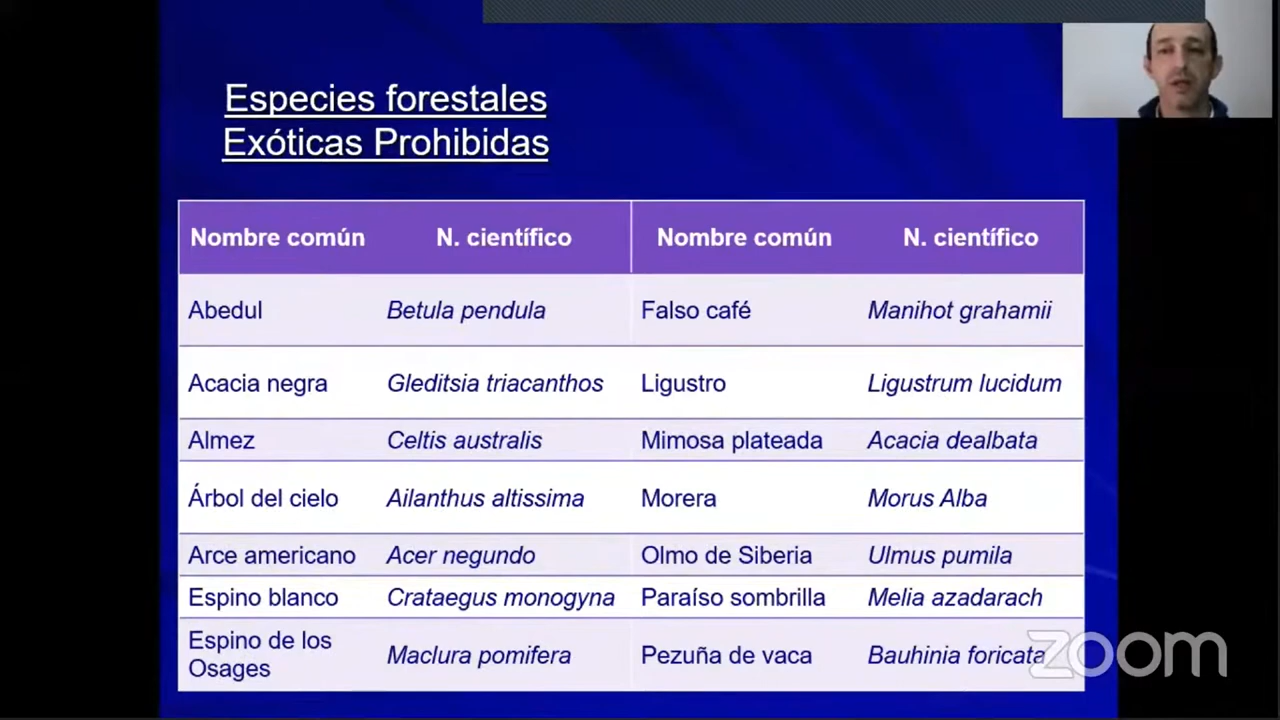 Especies forestales
Exóticas Prohibidas
Nombre común N. científico Nombre común N. científico
Abedul Betula pendula Falso café Manihot grahamii
Acacia negra Gleditsia triacanthos Ligustro Ligustrum lucidum
Almez Celtis australis Mimosa plateada Acacia dealbata
Árbol del cielo Ailanthus altissima Morera Morus Alba
Arce americano Acer negundo Olmo de Siberia Ulmus pumila
Espino blanco Crataegus monogyna Paraíso sombrilla Melia azadarach
Espino de los
Osages Maclura pomifera Pezuña de vaca Bauhinia foricata
zoom